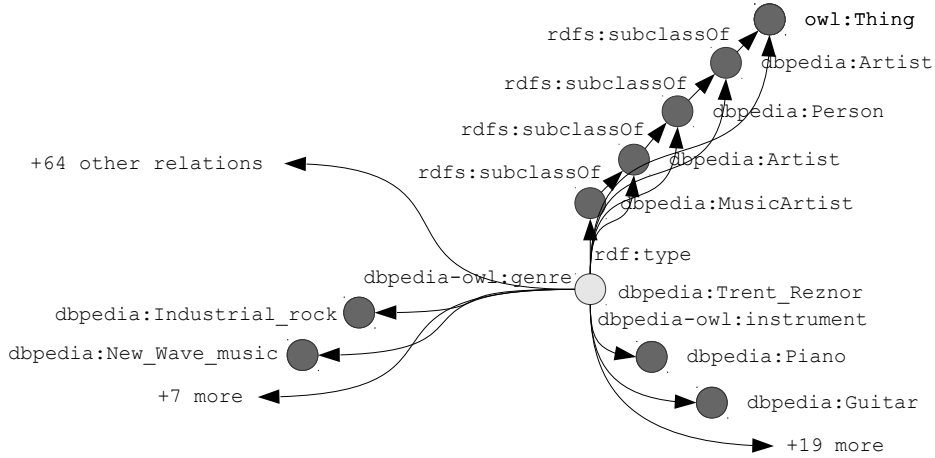 owl:Thing
rdfs:subclassOf
dbpedia:Artist
rdfs:subclassOf
dbpedia:Person
rdfs:subclassOf
+64 other relations
dbpedia:Artist
rdfs:subclassOf
dbpedia:MusicArtist
rdf:type
dbpedia-owl:genre
dbpedia:Trent_Reznor
dbpedia:Industrial_rock
dbpedia-owl:instrument
dbpedia:New_Wave_music
dbpedia:Piano
+7 more
dbpedia:Guitar
+19 more